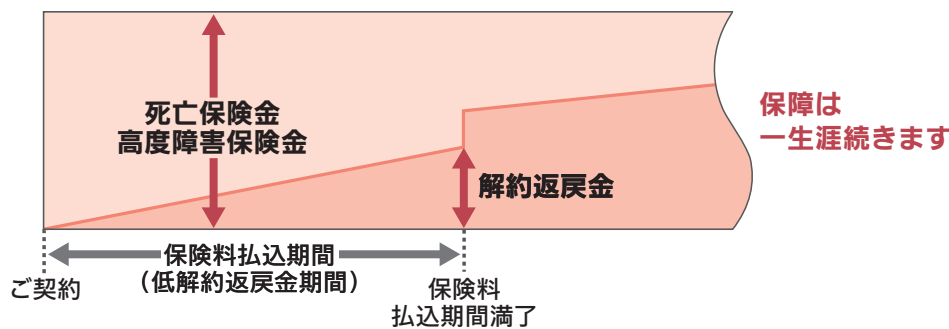 死亡保険金
高度障害保険金
保障は
一生涯続きます
解約返戻金
保険料払込期間
（低解約返戻金期間）
ご契約
保険料
払込期間満了